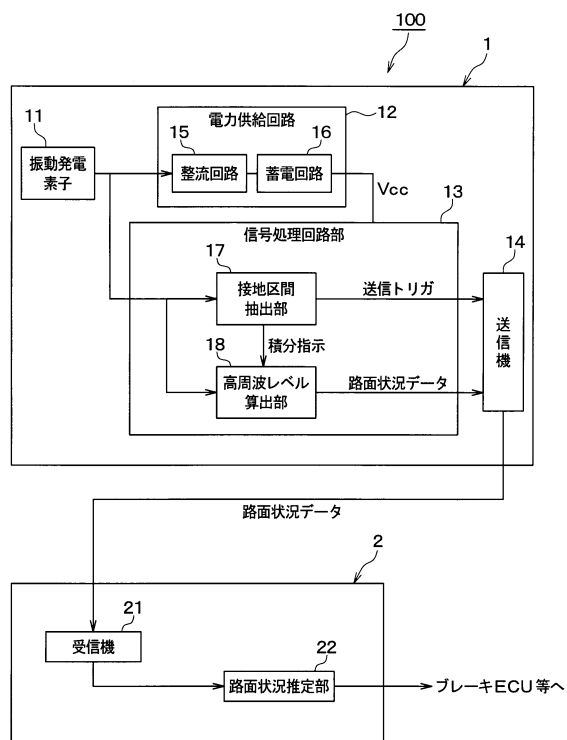 100
1
11
振動発電
素子
電力供給回路
12
15
整流回路
16
蓄電回路
Vcc
13
信号処理回路部
17
接地区間
抽出部
送信トリガ
14
送信機
積分指示
18
高周波レベル
算出部
路面状況データ
路面状況データ
2
21
受信機
22
路面状況推定部
ブレーキECU等へ